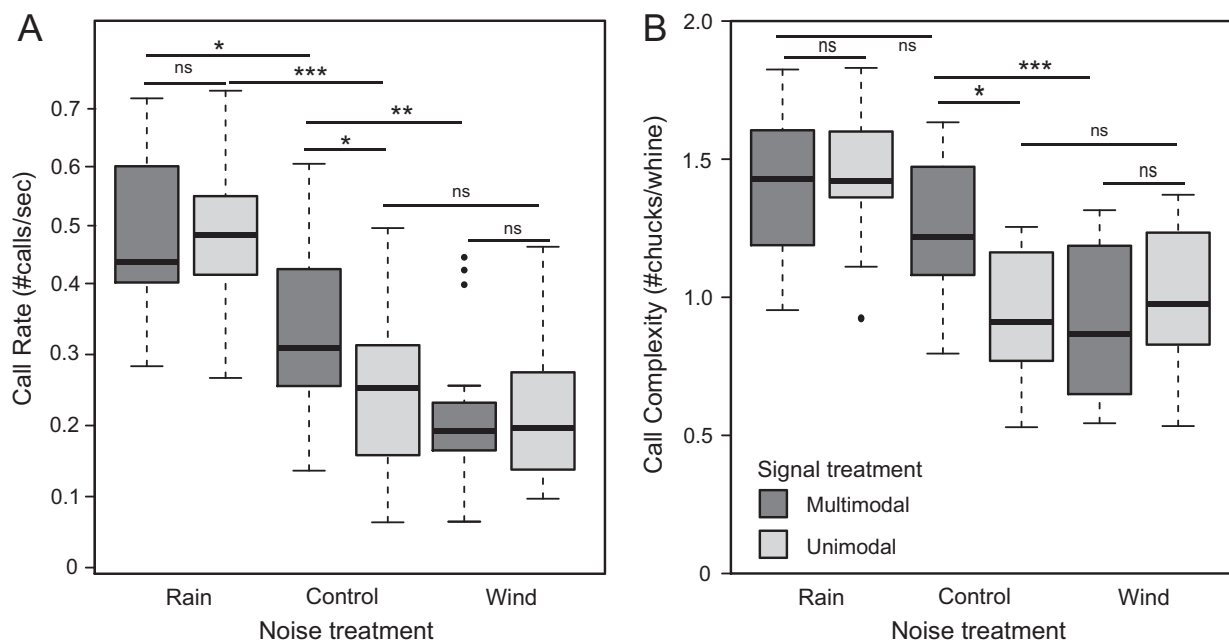 A
*
ns
***
**
*
ns
ns
0.7
0.6
0.5
0.4
0.3
0.2
0.1
0
Call Rate (#calls/sec)
Rain
Control
Wind
Noise treatment
B
ns
ns
***
*
ns
ns
2.0
1.5
1.0
0.5
0
Call Complexity (#chucks/whine)
Signal treatment
Multimodal
Unimodal
Rain
Control
Wind
Noise treatment